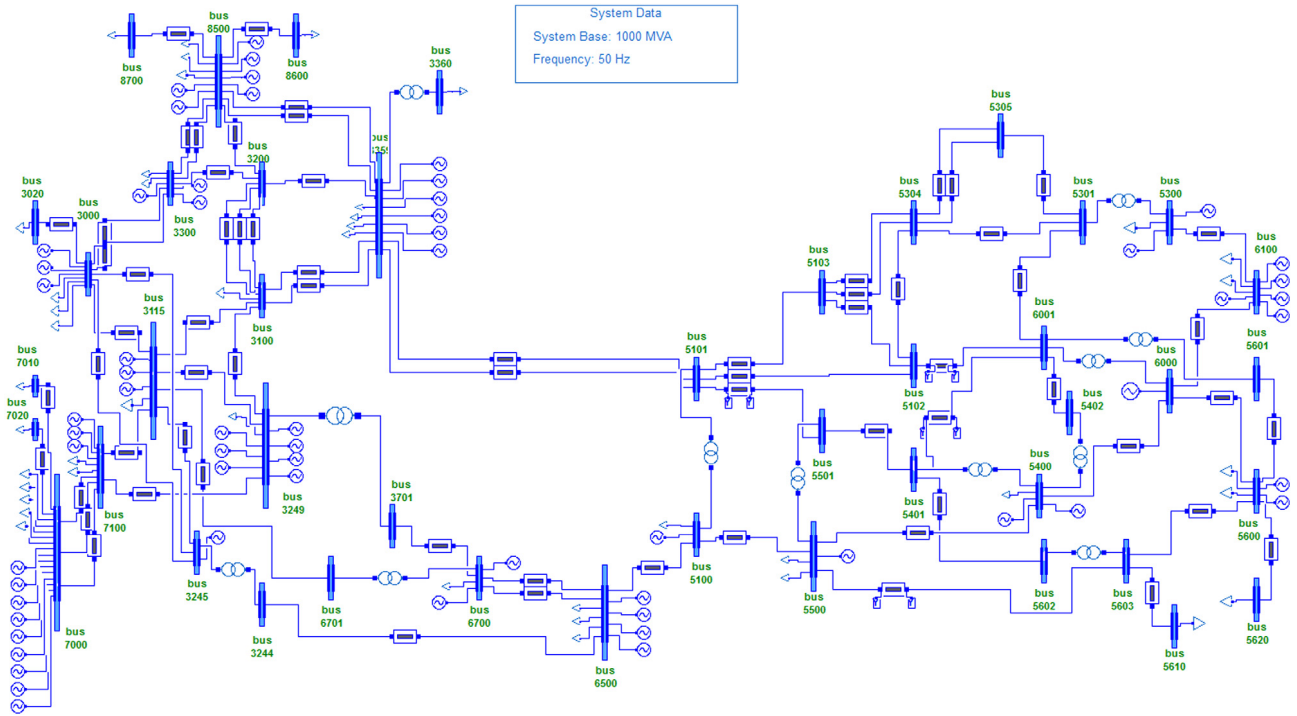 System Data
System Base: 1000 MVA
Frequency: 50 Hz
bus
8500
bus
8700
bus
8600
bus
3360
bus
3200
bus
3300
bus
3020
bus
3000
bus
3115
bus
3100
bus
7010
bus
7020
bus
7100
bus
7000
bus
3249
bus
3245
bus
3244
bus
3701
bus
6701
bus
6700
bus
6500
bus
5101
bus
5100
bus
5103
bus
5304
bus
5305
bus
5301
bus
5300
bus
6100
bus
6001
bus
5102
bus
6000
bus
5601
bus
5402
bus
5501
bus
5401
bus
5400
bus
5500
bus
5602
bus
5603
bus
5600
bus
5620
bus
5610